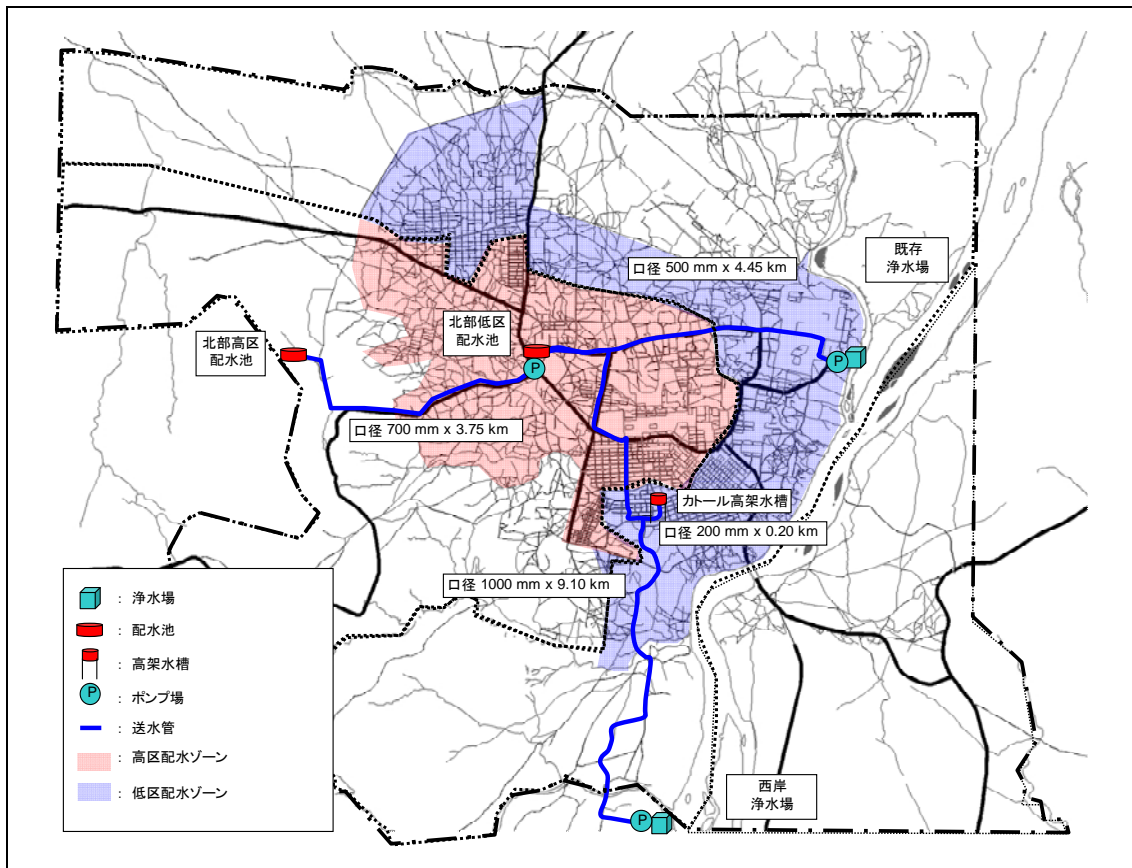 既存
浄水場
口径 500 mm x 4.45 km
北部低区
配水池
北部高区
配水池
P
P
口径 700 mm x 3.75 km
カトール高架水槽
口径 200 mm x 0.20 km
口径 1000 mm x 9.10 km
: 浄水場
: 配水池
: 高架水槽
P : ポンプ場
: 送水管
: 高区配水ゾーン
: 低区配水ゾーン
西岸
浄水場
P